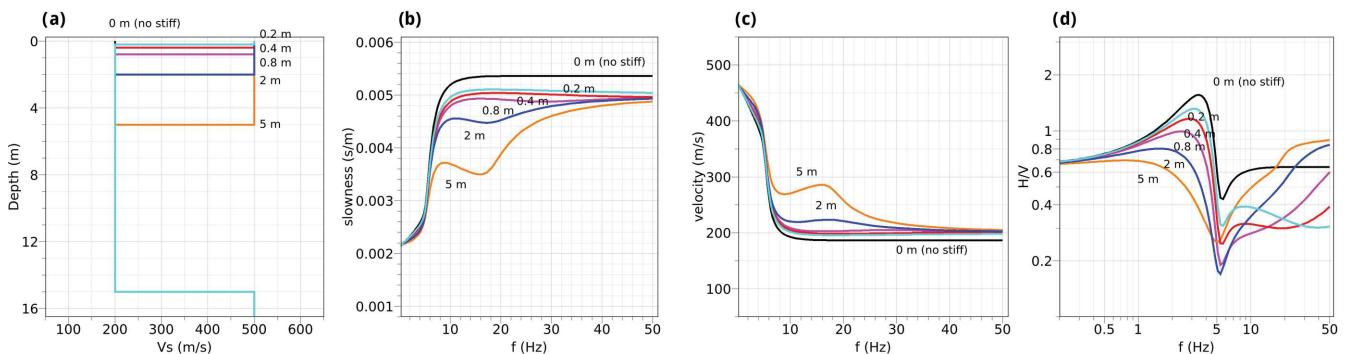 (a)
0 m (no stiff)
0.2 m
0.4 m
0.8 m
2 m
5 m
0
4
8
12
16
Depth (m)
100 200 300 400 500 600
Vs (m/s)
(b)
0.006
0.005
0.004
0.003
0.002
0.001
slowness (s/m)
0 m (no stiff)
0.2 m
0.4 m
0.8 m
2 m
5 m
10 20 30 40 50
f (Hz)
(c)
500
400
300
200
100
velocity (m/s)
5 m
2 m
0 m (no stiff)
10 20 30 40 50
f (Hz)
(d)
2
1
0.8
0.6
0.4
0.2
H/V
0 m (no stiff)
0.2 m
0.4 m
0.8 m
2 m
5 m
0.5 1 5 10 50
f (Hz)